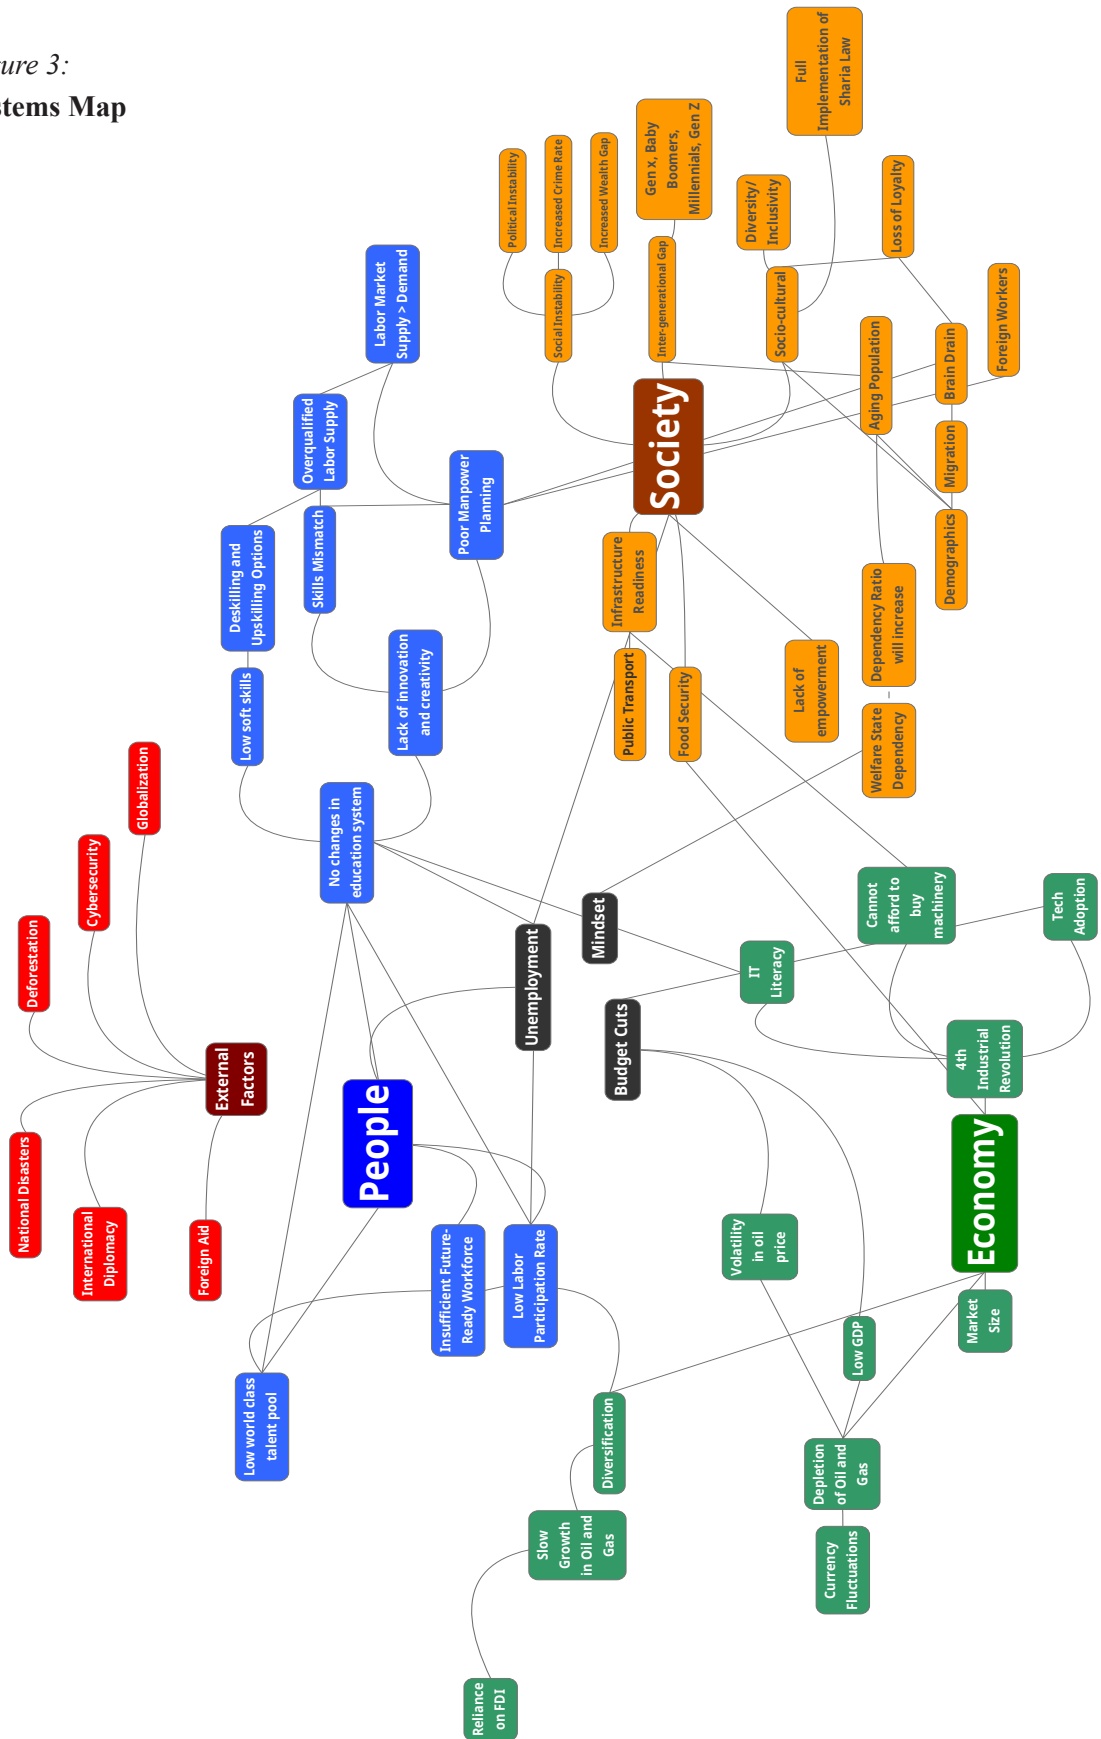 ure 3:
stems Map
National Disasters
International
Diplomacy
Foreign Aid
Deforestation
Cybersecurity
Globalization
External
Factors
Low world class
talent pool
People
No changes in
education system
Low soft skills
Deskilling and
Upskilling Options
Skills Mismatch
Overqualified
Labor Supply
Labor Market
Supply > Demand
Lack of innovation
and creativity
Poor Manpower
Planning
Insufficient Future-
Ready Workforce
Low Labor
Participation Rate
Unemployment
Mindset
Budget Cuts
Reliance
on FDI
Slow
Growth
in Oil and
Gas
Diversification
Volatility
in oil
price
Low GDP
Depletion
of Oil and
Gas
Currency
Fluctuations
IT
Literacy
Cannot
afford to
buy
machinery
Tech
Adoption
4th
Industrial
Revolution
Economy
Market
Size
Society
Social Instability
Political Instability
Increased Crime Rate
Increased Wealth Gap
Inter-generational Gap
Gen x, Baby
Boomers,
Millennials, Gen Z
Socio-cultural
Diversity/
Inclusivity
Full
Implementation of
Sharia Law
Loss of Loyalty
Foreign Workers
Brain Drain
Migration
Demographics
Aging Population
Dependency Ratio
will increase
Welfare State
Dependency
Lack of
empowerment
Infrastructure
Readiness
Public Transport
Food Security